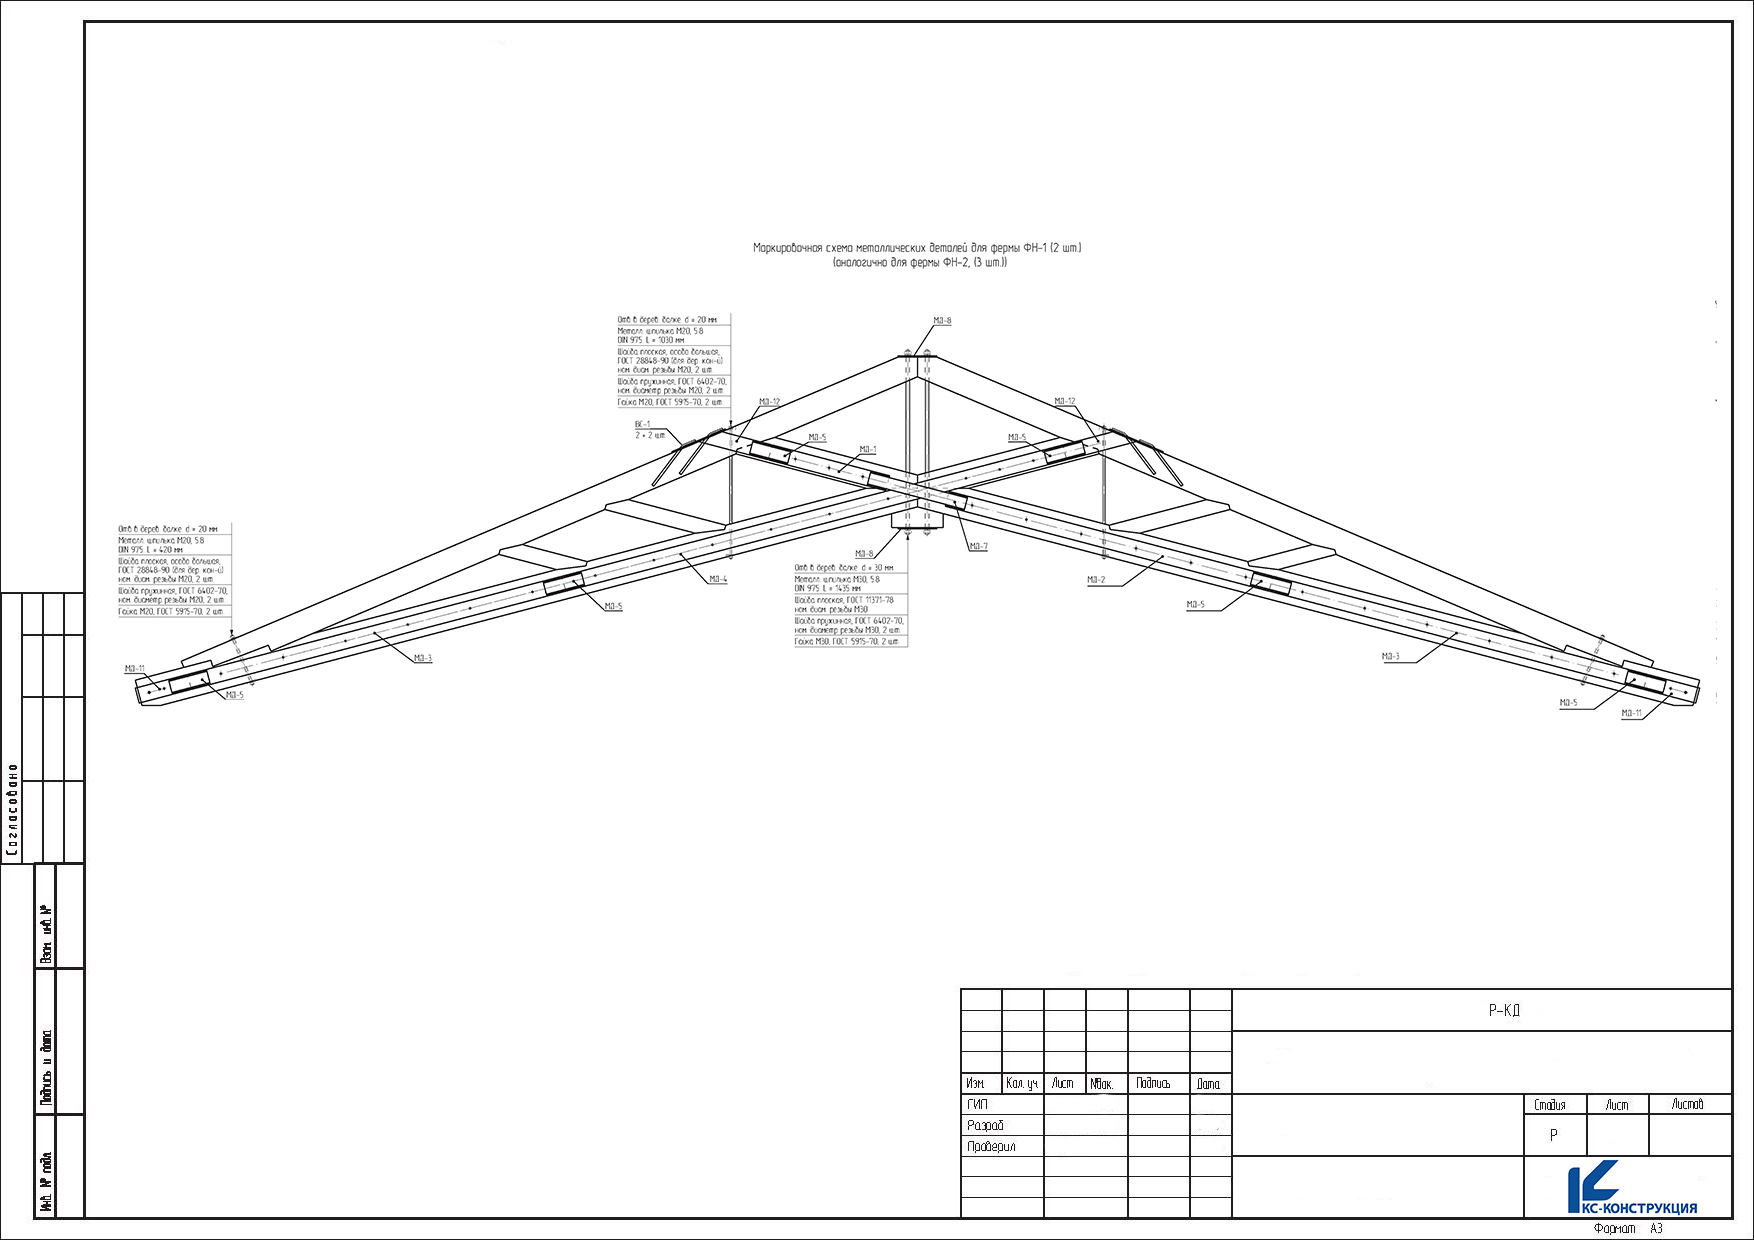 Маркировочная схема металлических деталей для фермы ФН-1 (2 шт.)
(аналогично для фермы ФН-2, (3 шт.))
МД-8
Отв в дерев. балке d = 20 мм
Металл. шпилька М20, 5.8
DIN 975. L = 1030 мм
Шайба плоская, особо большая,
ГОСТ 28848-90 (для дер. кон-й)
ном. диам. резьбы М20, 2 шт.
Шайба пружинная, ГОСТ 6402-70,
ном. диаметр резьбы М20, 2 шт.
Гайка М20, ГОСТ 5915-70, 2 шт.
МД-12
МД-12
ВС-1
2 + 2 шт.
МД-5
МД-1
МД-5
Отв в дерев. балке d = 20 мм
Металл. шпилька М20, 5.8
DIN 975. L = 420 мм
Шайба плоская, особо большая,
ГОСТ 28848-90 (для дер. кон-й)
ном. диам. резьбы М20, 2 шт.
Шайба пружинная, ГОСТ 6402-70,
ном. диаметр резьбы М20, 2 шт.
Гайка М20, ГОСТ 5915-70, 2 шт.
МД-8
МД-7
Отв в дерев. балке d = 30 мм
Металл. шпилька М30, 5.8
DIN 975. L = 1435 мм
Шайба плоская, ГОСТ 11371-78
ном. диам. резьбы М30
Шайба пружинная, ГОСТ 6402-70,
ном. диаметр резьбы М30, 2 шт.
Гайка М30, ГОСТ 5915-70, 2 шт.
МД-4
МД-2
МД-5
МД-5
МД-3
МД-3
МД-11
МД-5
МД-5
МД-11
Согласовано
Взам. инв. №
Подпись и дата
Инв. № подл.
Р-КД
Изм. Кол. уч Лист №док. Подпись Дата
ГИП
Разраб
Проверил
Стадия Лист Листов
Р
КС-КОНСТРУКЦИЯ
Формат А3